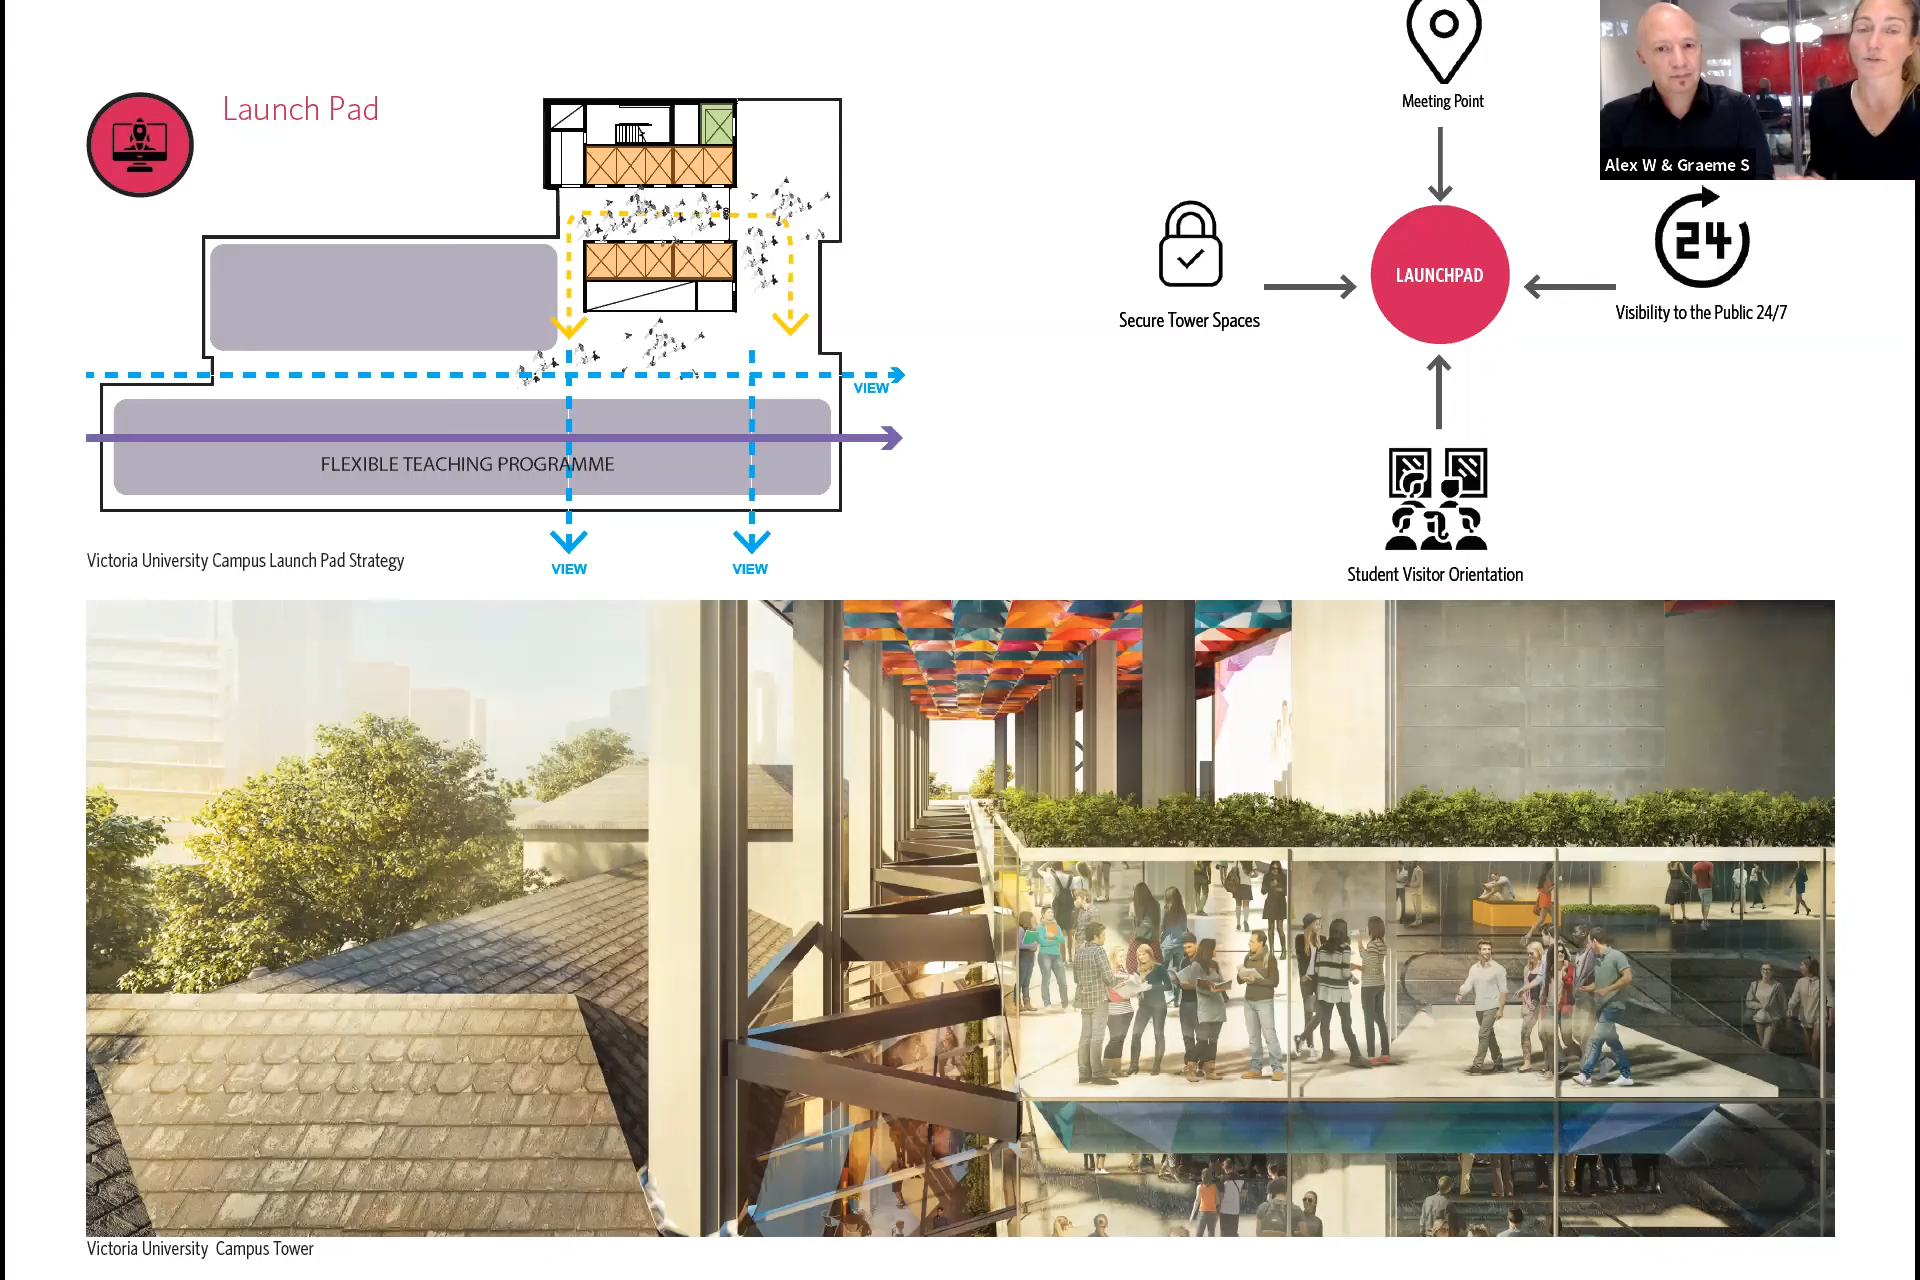 Launch Pad
Meeting Point
Alex W & Graeme S
24
LAUNCHPAD
Secure Tower Spaces
Visibility to the Public 24/7
VIEW
FLEXIBLE TEACHING PROGRAMME
Victoria University Campus Launch Pad Strategy
VIEW
VIEW
Student Visitor Orientation
Victoria University Campus Tower